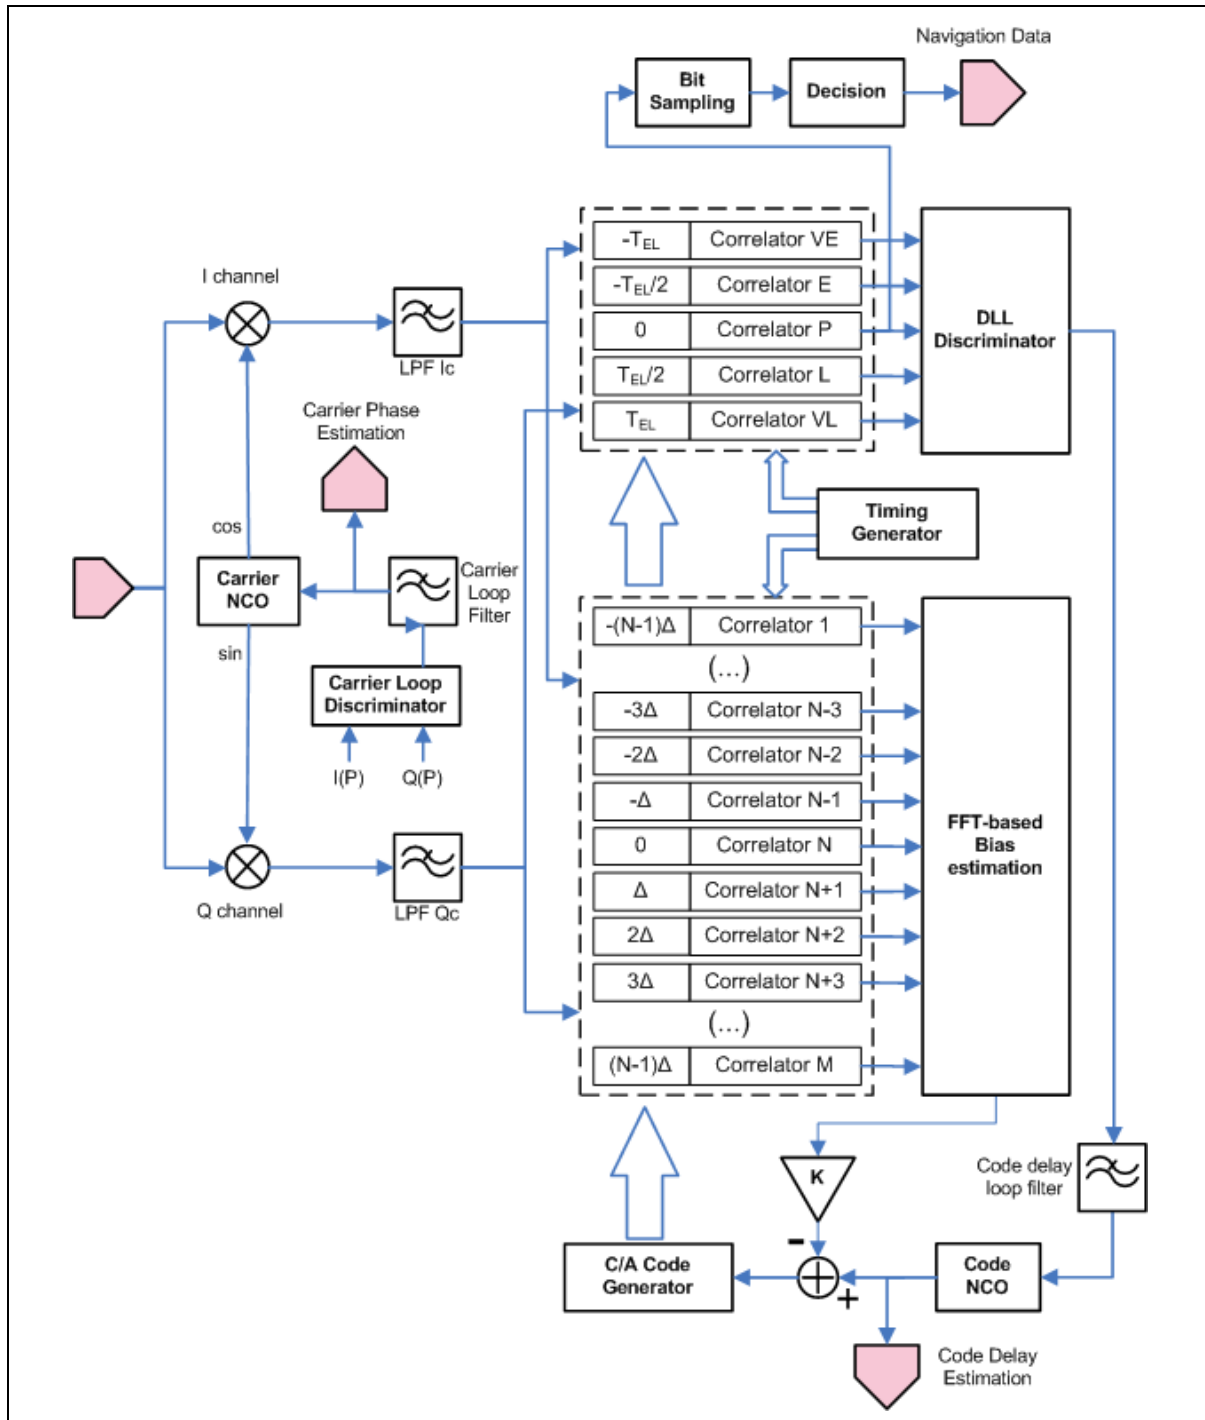 Navigation Data
Bit
Sampling
Decision
-T_EL Correlator VE
-T_EL/2 Correlator E
0 Correlator P
T_EL/2 Correlator L
T_EL Correlator VL
DLL
Discriminator
I channel
LPF Ic
Carrier Phase
Estimation
Timing
Generator
cos
Carrier
NCO
sin
Carrier
Loop
Filter
Carrier Loop
Discriminator
I(P)
Q(P)
-(N-1)Δ Correlator 1
(...)
-3Δ Correlator N-3
-2Δ Correlator N-2
-Δ Correlator N-1
0 Correlator N
Δ Correlator N+1
2Δ Correlator N+2
3Δ Correlator N+3
(...)
(N-1)Δ Correlator M
FFT-based
Bias
estimation
Q channel
LPF Qc
K
Code delay
loop filter
-
+
C/A Code
Generator
Code
NCO
Code Delay
Estimation